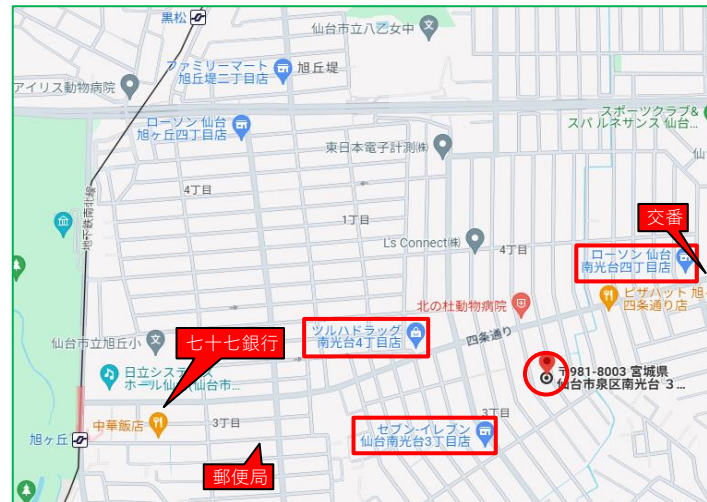 黒松
仙台市立八乙女中
ファミリーマート
旭丘堤二丁目店
旭丘堤
アイリス動物病院
ローソン 仙台
旭ヶ丘四丁目店
スポーツクラブ&
スパ ルネサンス 仙台...
東日本電子計測㈱
仙
4丁目
1丁目
地下鉄南北線
交番
L's Connect㈱
4丁目
ローソン 仙台
南光台四丁目店
ピザハット 旭ヶ
四条通り店
北の杜動物病院
四条通り
ツルハドラッグ
南光台4丁目店
七十七銀行
仙台市立旭丘小
日立システムズ
ホール仙台(仙台市...
〒981-8003 宮城県
仙台市泉区南光台 3...
中華飯店
3丁目
3丁目
セブン-イレブン
仙台南光台3丁目店
旭ヶ丘
郵便局